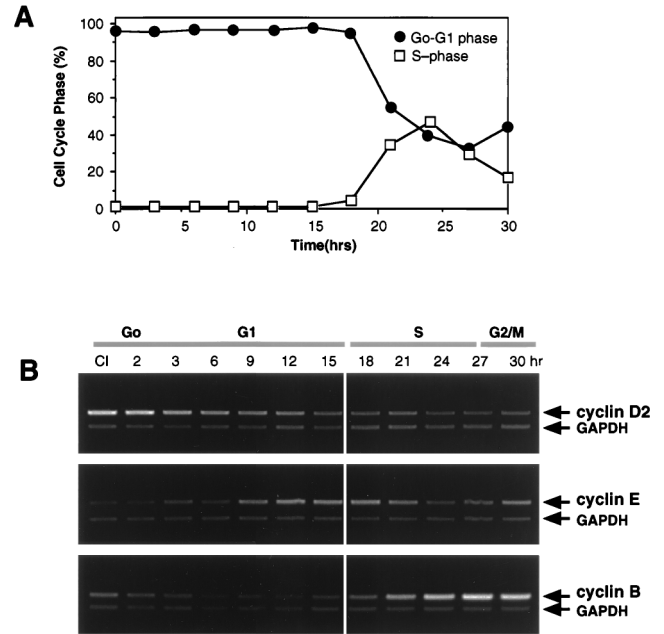 A
Cell Cycle Phase (%)
100
80
60
40
20
0
Go-G1 phase
S-phase
0 5 10 15 20 25 30
Time(hrs)
B
Go G1 S G2/M
CI 2 3 6 9 12 15 18 21 24 27 30 hr
cyclin D2
GAPDH
cyclin E
GAPDH
cyclin B
GAPDH